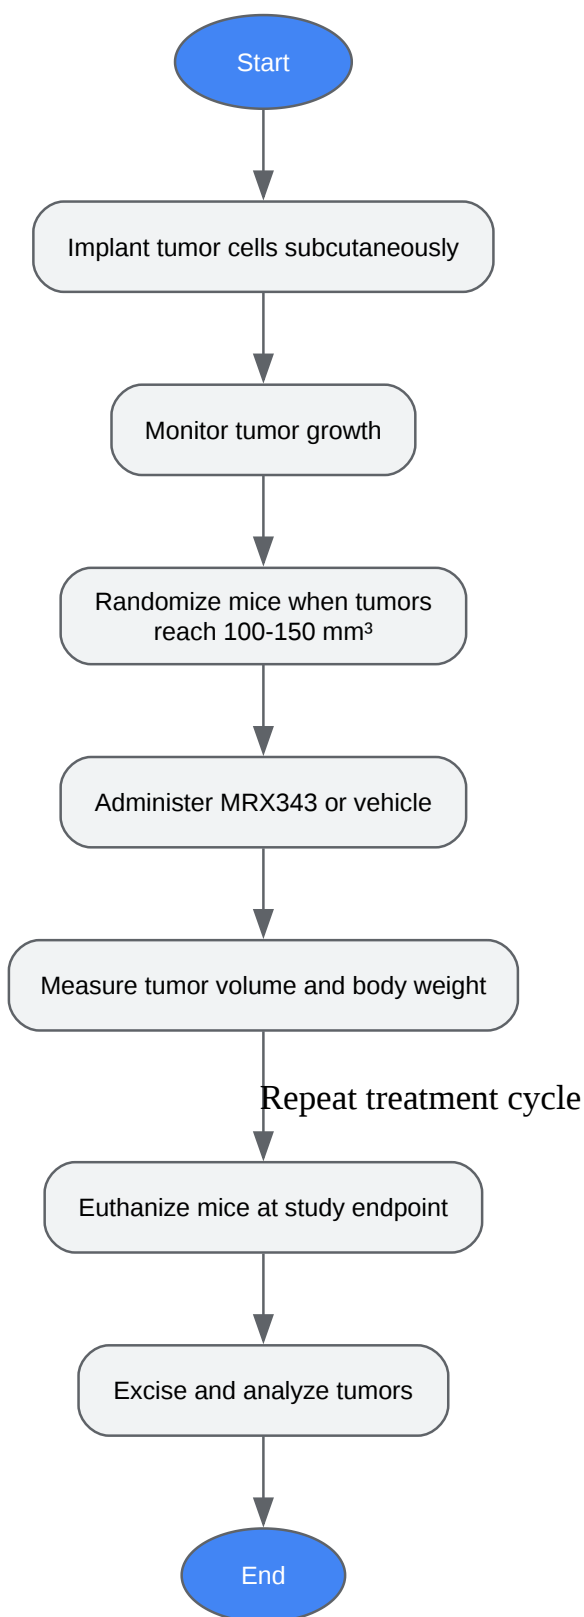 Start
Implant tumor cells subcutaneously
Monitor tumor growth
Randomize mice when tumors
reach 100-150 mm³
Administer MRX343 or vehicle
Measure tumor volume and body weight
Repeat treatment cycle
Euthanize mice at study endpoint
Excise and analyze tumors
End